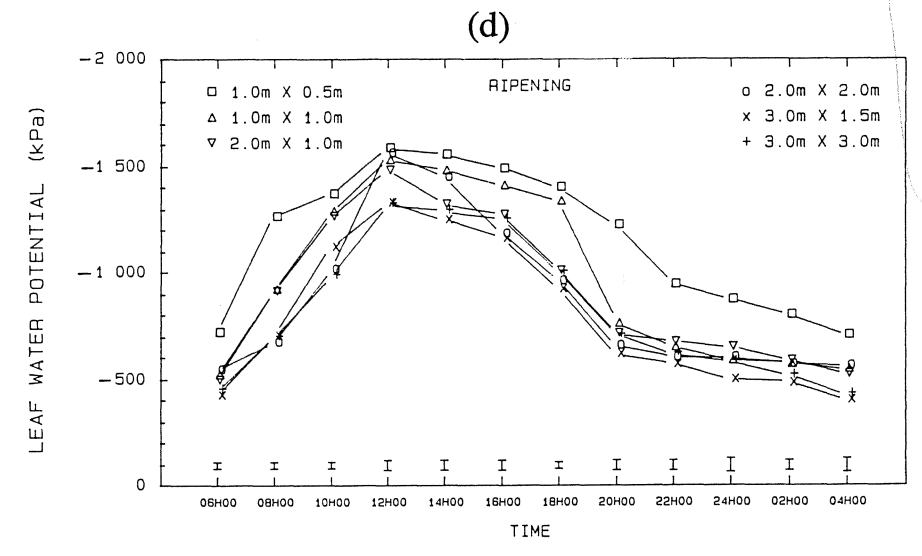 (d)
RIPENING
1.0m X 0.5m
1.0m X 1.0m
2.0m X 1.0m
2.0m X 2.0m
3.0m X 1.5m
3.0m X 3.0m
LEAF WATER POTENTIAL (kPa)
−2 000
−1 500
−1 000
−500
0
06H00 08H00 10H00 12H00 14H00 16H00 18H00 20H00 22H00 24H00 02H00 04H00
TIME